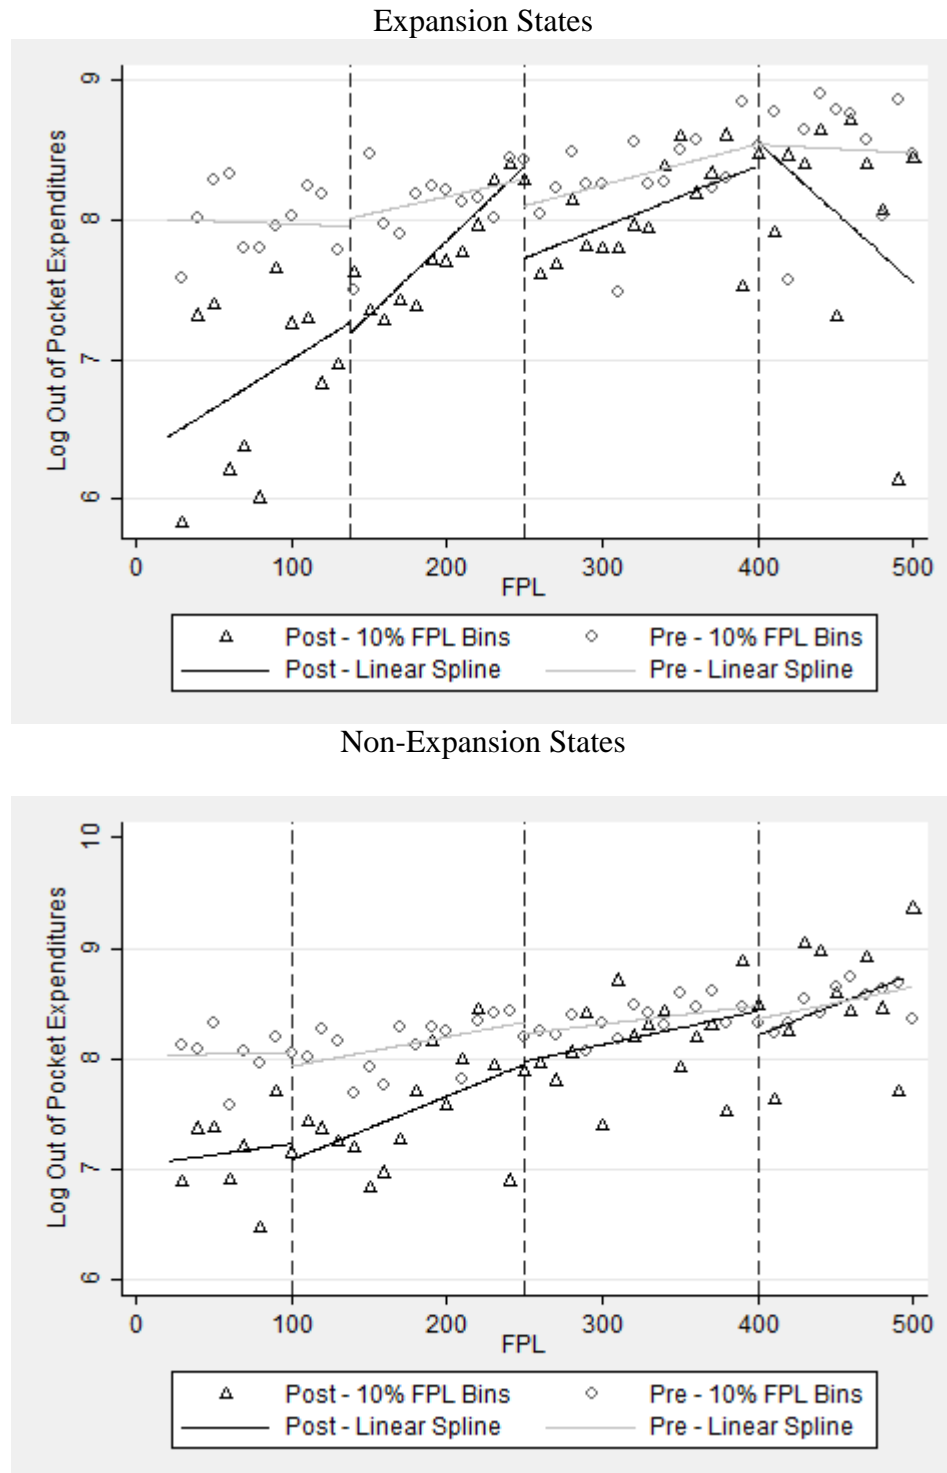 Expansion States
Log Out of Pocket Expenditures
9
8
7
6
0 100 200 300 400 500
FPL
Post - 10% FPL Bins Pre - 10% FPL Bins
Post - Linear Spline Pre - Linear Spline
Non-Expansion States
Log Out of Pocket Expenditures
10
9
8
7
6
0 100 200 300 400 500
FPL
Post - 10% FPL Bins Pre - 10% FPL Bins
Post - Linear Spline Pre - Linear Spline